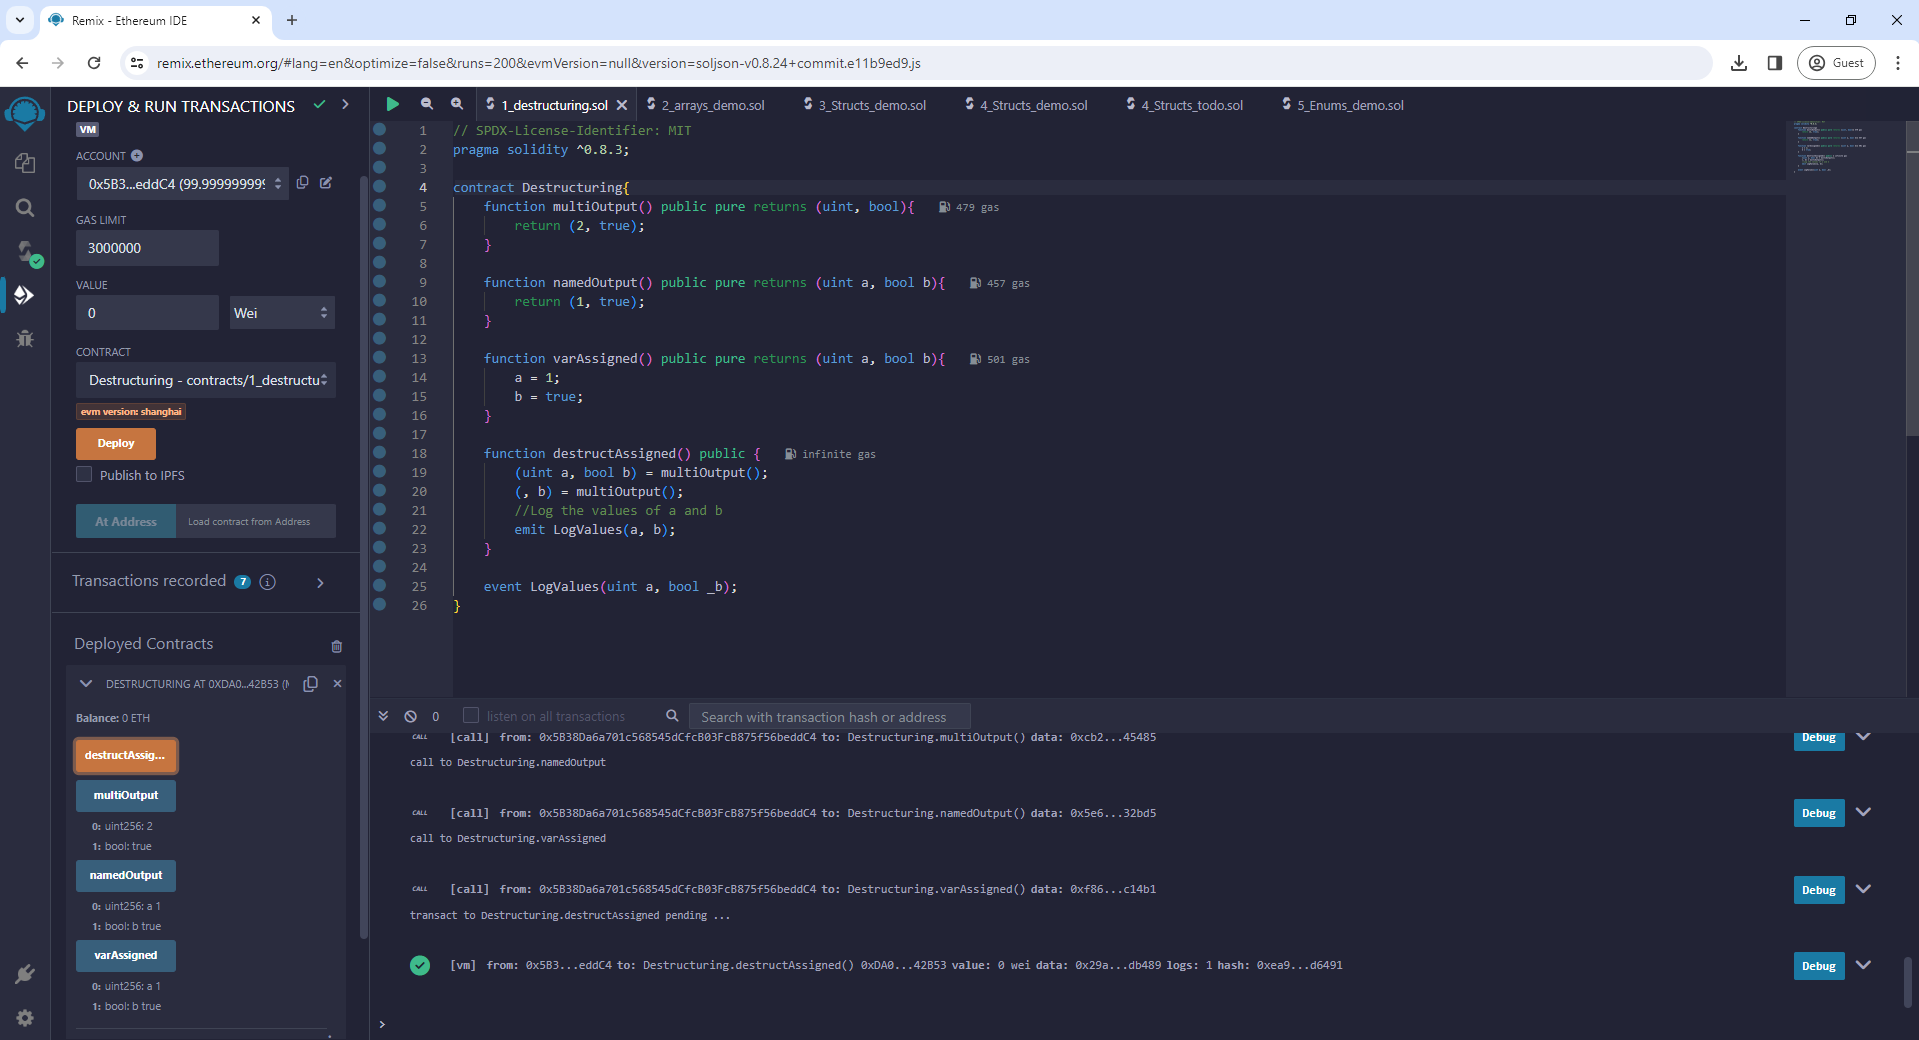 Remix - Ethereum IDE
remix.ethereum.org/#lang=en&optimize=false&runs=200&evmVersion=null&version=soljson-v0.8.24+commit.e11b9ed9.js
Guest
DEPLOY & RUN TRANSACTIONS
VM
ACCOUNT
0x5B3...eddC4 (99.9999999999
GAS LIMIT
3000000
VALUE
0
Wei
CONTRACT
Destructuring - contracts/1_destructu
evm version: shanghai
Deploy
Publish to IPFS
At Address
Load contract from Address
Transactions recorded 7 i
Deployed Contracts
DESTRUCTURING AT 0XDA0...42B53 (M
Balance: 0 ETH
destructAssig...
multiOutput
0: uint256: 2
1: bool: true
namedOutput
0: uint256: a 1
1: bool: b true
varAssigned
0: uint256: a 1
1: bool: b true
1_destructuring.sol
2_arrays_demo.sol
3_Structs_demo.sol
4_Structs_demo.sol
4_Structs_todo.sol
5_Enums_demo.sol
1 // SPDX-License-Identifier: MIT
2 pragma solidity ^0.8.3;
3
4 contract Destructuring{
5 function multiOutput() public pure returns (uint, bool){ 479 gas
6 return (2, true);
7 }
8
9 function namedOutput() public pure returns (uint a, bool b){ 457 gas
10 return (1, true);
11 }
12
13 function varAssigned() public pure returns (uint a, bool b){ 501 gas
14 a = 1;
15 b = true;
16 }
17
18 function destructAssigned() public { infinite gas
19 (uint a, bool b) = multiOutput();
20 (, b) = multiOutput();
21 //Log the values of a and b
22 emit LogValues(a, b);
23 }
24
25 event LogValues(uint a, bool _b);
26 }
0
listen on all transactions
Search with transaction hash or address
CALL [call] from: 0x5B38Da6a701c568545dCfcB03FcB875f56beddC4 to: Destructuring.multiOutput() data: 0xcb2...45485 Debug
call to Destructuring.namedOutput
CALL [call] from: 0x5B38Da6a701c568545dCfcB03FcB875f56beddC4 to: Destructuring.namedOutput() data: 0x5e6...32bd5 Debug
call to Destructuring.varAssigned
CALL [call] from: 0x5B38Da6a701c568545dCfcB03FcB875f56beddC4 to: Destructuring.varAssigned() data: 0xf86...c14b1 Debug
transact to Destructuring.destructAssigned pending ...
[vm] from: 0x5B3...eddC4 to: Destructuring.destructAssigned() 0xDA0...42B53 value: 0 wei data: 0x29a...db489 logs: 1 hash: 0xea9...d6491 Debug
>